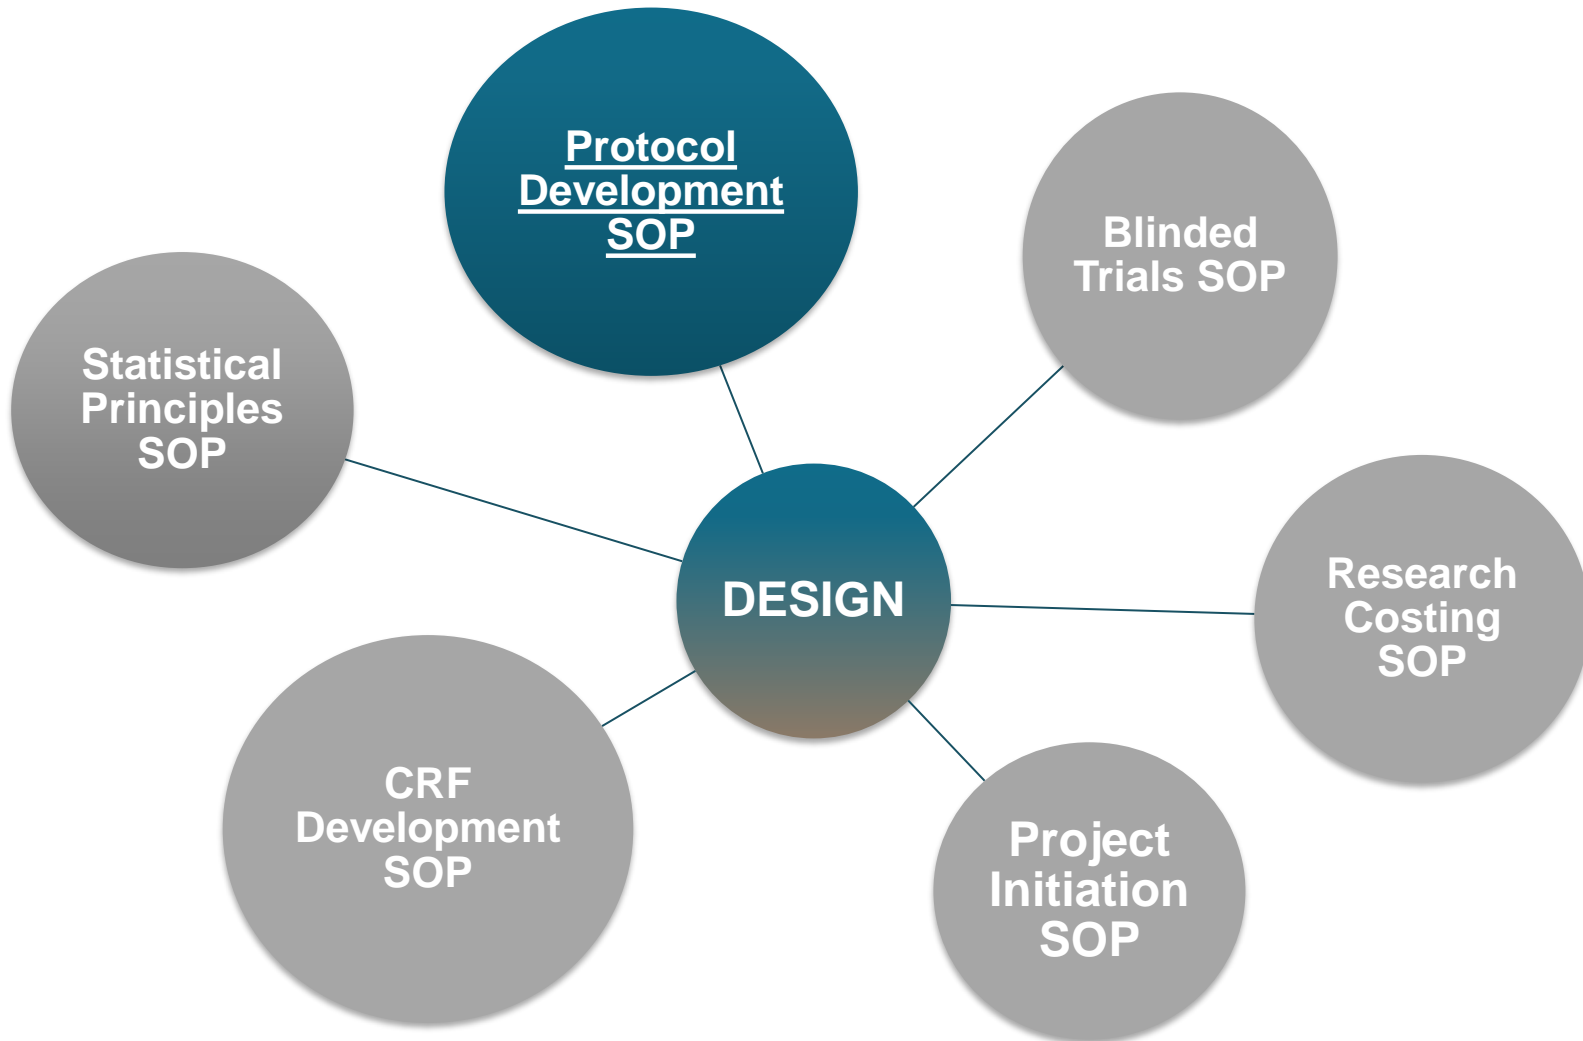 Protocol
Development
SOP
Blinded
Trials SOP
Statistical
Principles
SOP
DESIGN
Research
Costing
SOP
CRF
Development
SOP
Project
Initiation
SOP